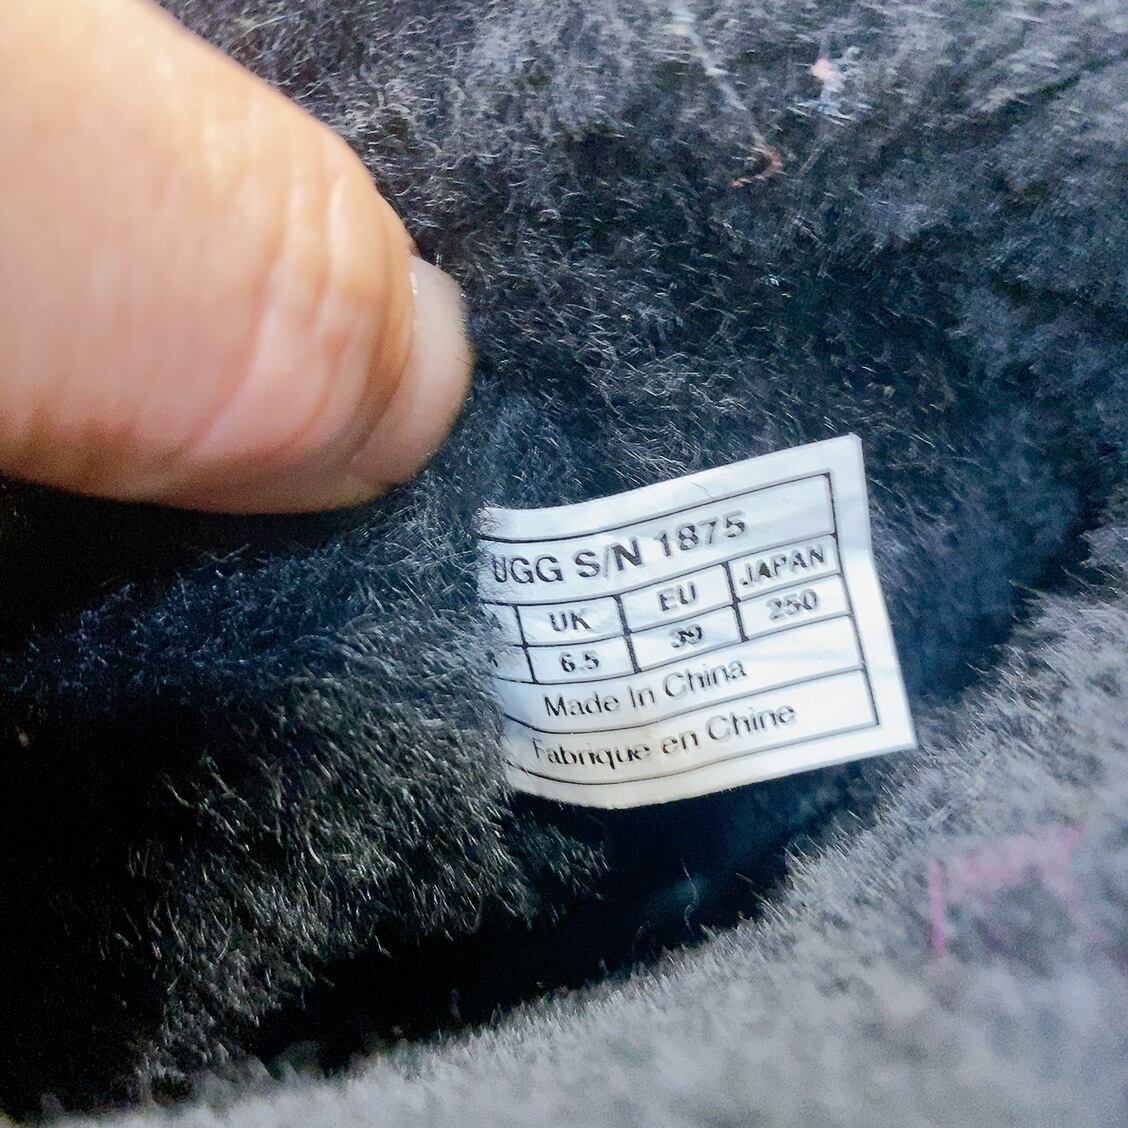 UGG S/N 1875
UK EU JAPAN
6.5 39 250
Made In China
Fabrique en Chine